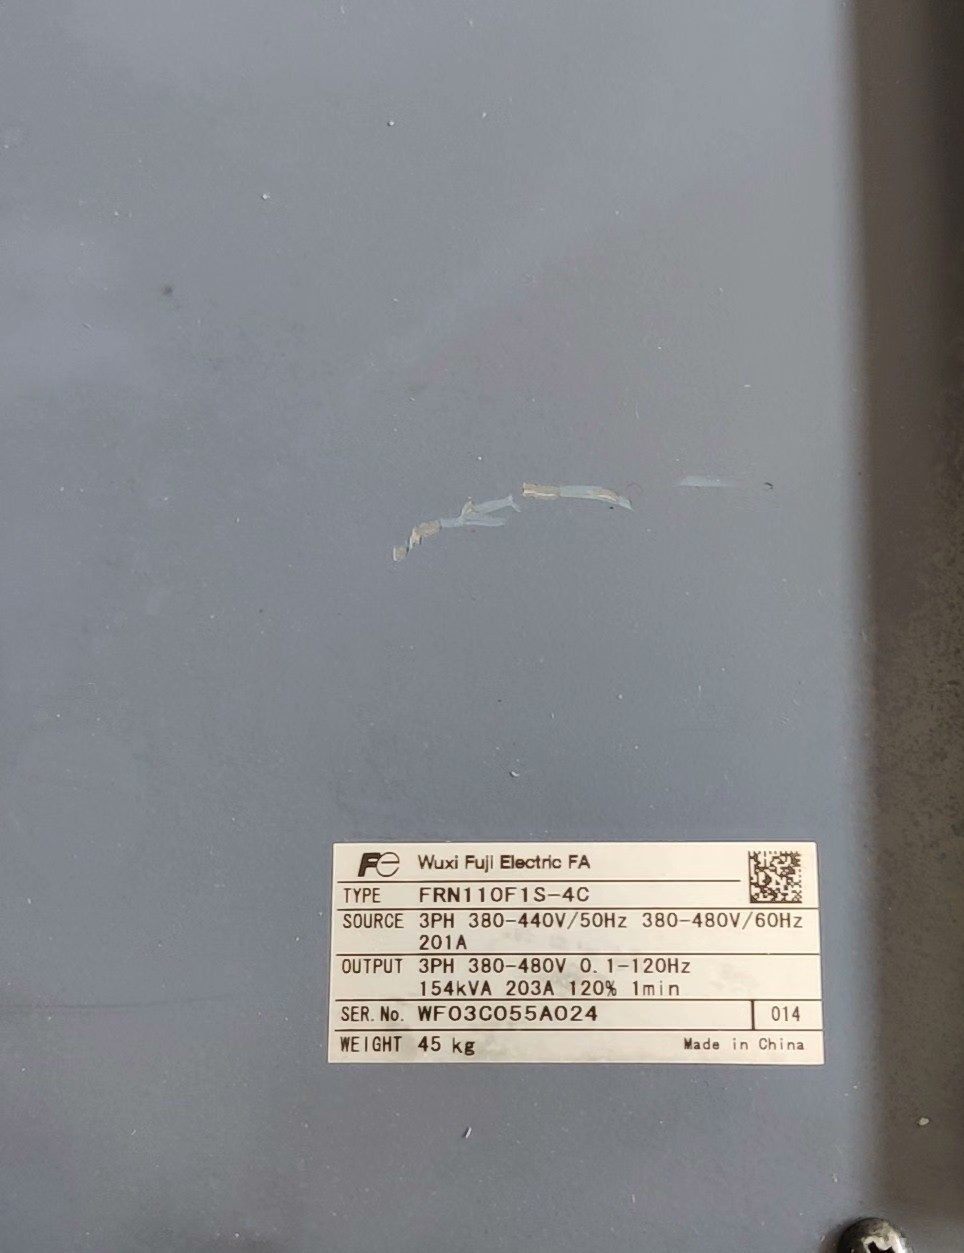 Fe Wuxi Fuji Electric FA
TYPE FRN110F1S-4C
SOURCE 3PH 380-440V/50Hz 380-480V/60Hz
201A
OUTPUT 3PH 380-480V 0.1-120Hz
154kVA 203A 120% 1min
SER. No. WF03C055A024 014
WEIGHT 45 kg Made in China